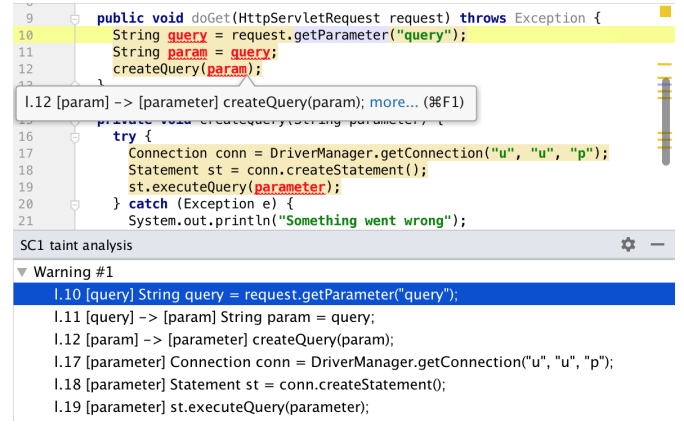 9 public void doGet(HttpServletRequest request) throws Exception {
10 String query = request.getParameter("query");
11 String param = query;
12 createQuery(param);
l.12 [param] –> [parameter] createQuery(param); more... (⌘F1)
16 try {
17 Connection conn = DriverManager.getConnection("u", "u", "p");
18 Statement st = conn.createStatement();
19 st.executeQuery(parameter);
20 } catch (Exception e) {
21 System.out.println("Something went wrong");
SC1 taint analysis
Warning #1
l.10 [query] String query = request.getParameter("query");
l.11 [query] –> [param] String param = query;
l.12 [param] –> [parameter] createQuery(param);
l.17 [parameter] Connection conn = DriverManager.getConnection("u", "u", "p");
l.18 [parameter] Statement st = conn.createStatement();
l.19 [parameter] st.executeQuery(parameter);